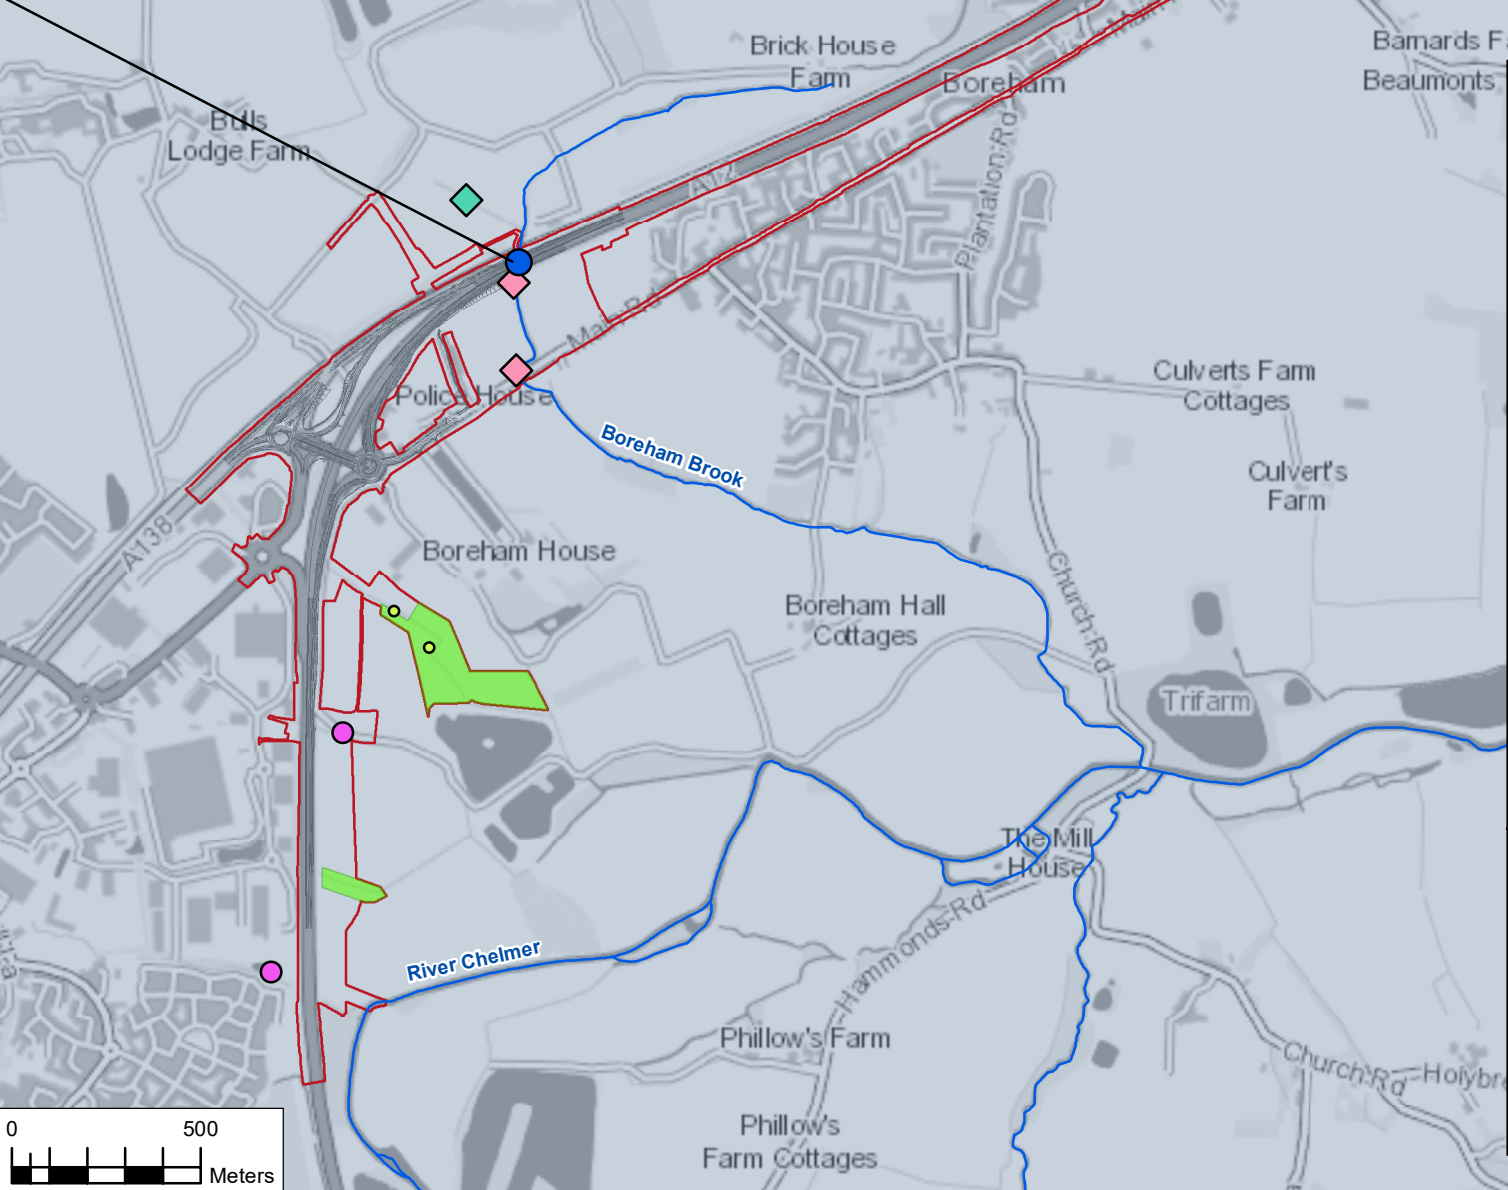 Brick House
Farm
Barnards F
Beaumonts
Boreham
Main
Bulls
Lodge Farm
A12
Plantation Rd
Main Rd
Culverts Farm
Cottages
Police House
Boreham Brook
Culvert's
Farm
A138
Boreham House
Church Rd
Boreham Hall
Cottages
Trifarm
The Mill
House
Hammonds Rd
River Chelmer
Phillow's Farm
Church Rd
Holybr
Phillow's
Farm Cottages
0 500
Meters